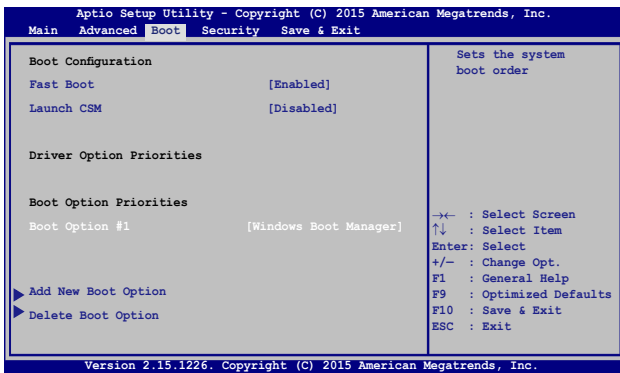 Aptio Setup Utility - Copyright (C) 2015 American Megatrends, Inc.
Main Advanced Boot Security Save & Exit
Boot Configuration
Fast Boot [Enabled]
Launch CSM [Disabled]
Driver Option Priorities
Boot Option Priorities
Boot Option #1 [Windows Boot Manager]
Add New Boot Option
Delete Boot Option
Sets the system
boot order
→← : Select Screen
↑↓ : Select Item
Enter: Select
+/— : Change Opt.
F1 : General Help
F9 : Optimized Defaults
F10 : Save & Exit
ESC : Exit
Version 2.15.1226. Copyright (C) 2015 American Megatrends, Inc.